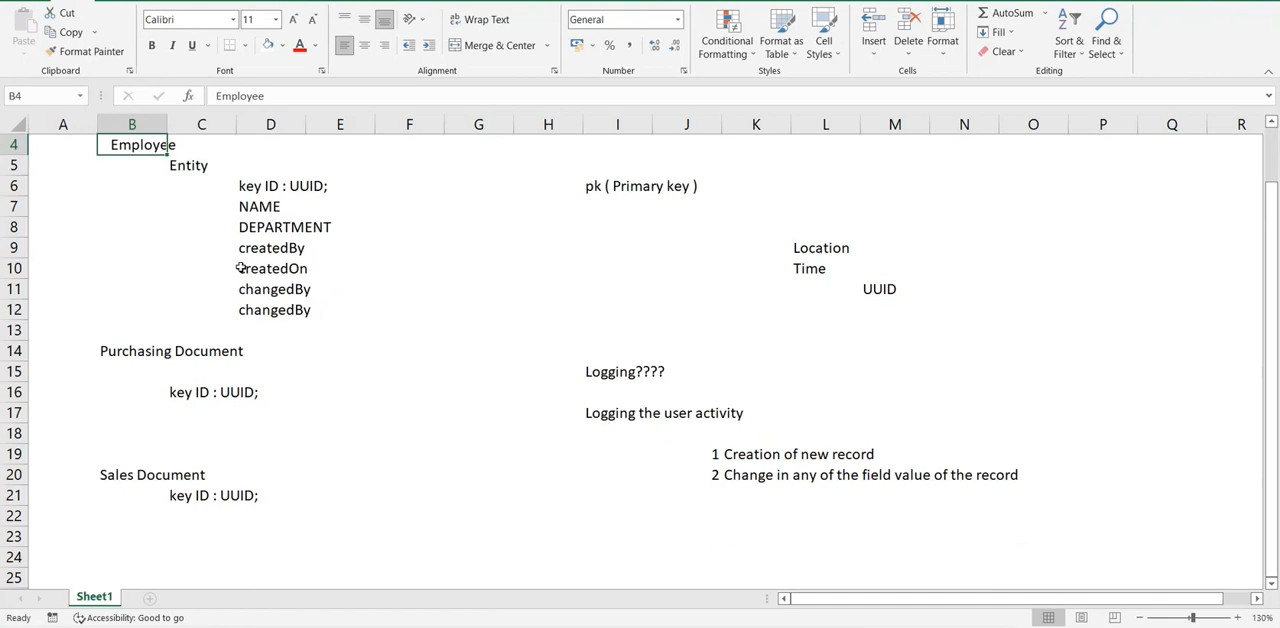 Cut
Copy
Paste
Format Painter
Clipboard
Calibri 11
B I U
Font
Wrap Text
Merge & Center
Alignment
General
%
Number
Conditional Formatting
Format as Table
Cell Styles
Styles
Insert
Delete
Format
Cells
AutoSum
Fill
Clear
Sort & Filter
Find & Select
Editing
B4 fx Employee
A B C D E F G H I J K L M N O P Q R
4 Employee
5 Entity
6 key ID : UUID; pk ( Primary key )
7 NAME
8 DEPARTMENT
9 createdBy Location
10 createdOn Time
11 changedBy UUID
12 changedBy
13
14 Purchasing Document
15 Logging????
16 key ID : UUID;
17 Logging the user activity
18
19 1 Creation of new record
20 Sales Document 2 Change in any of the field value of the record
21 key ID : UUID;
22
23
24
25
Sheet1
Ready Accessibility: Good to go 130%